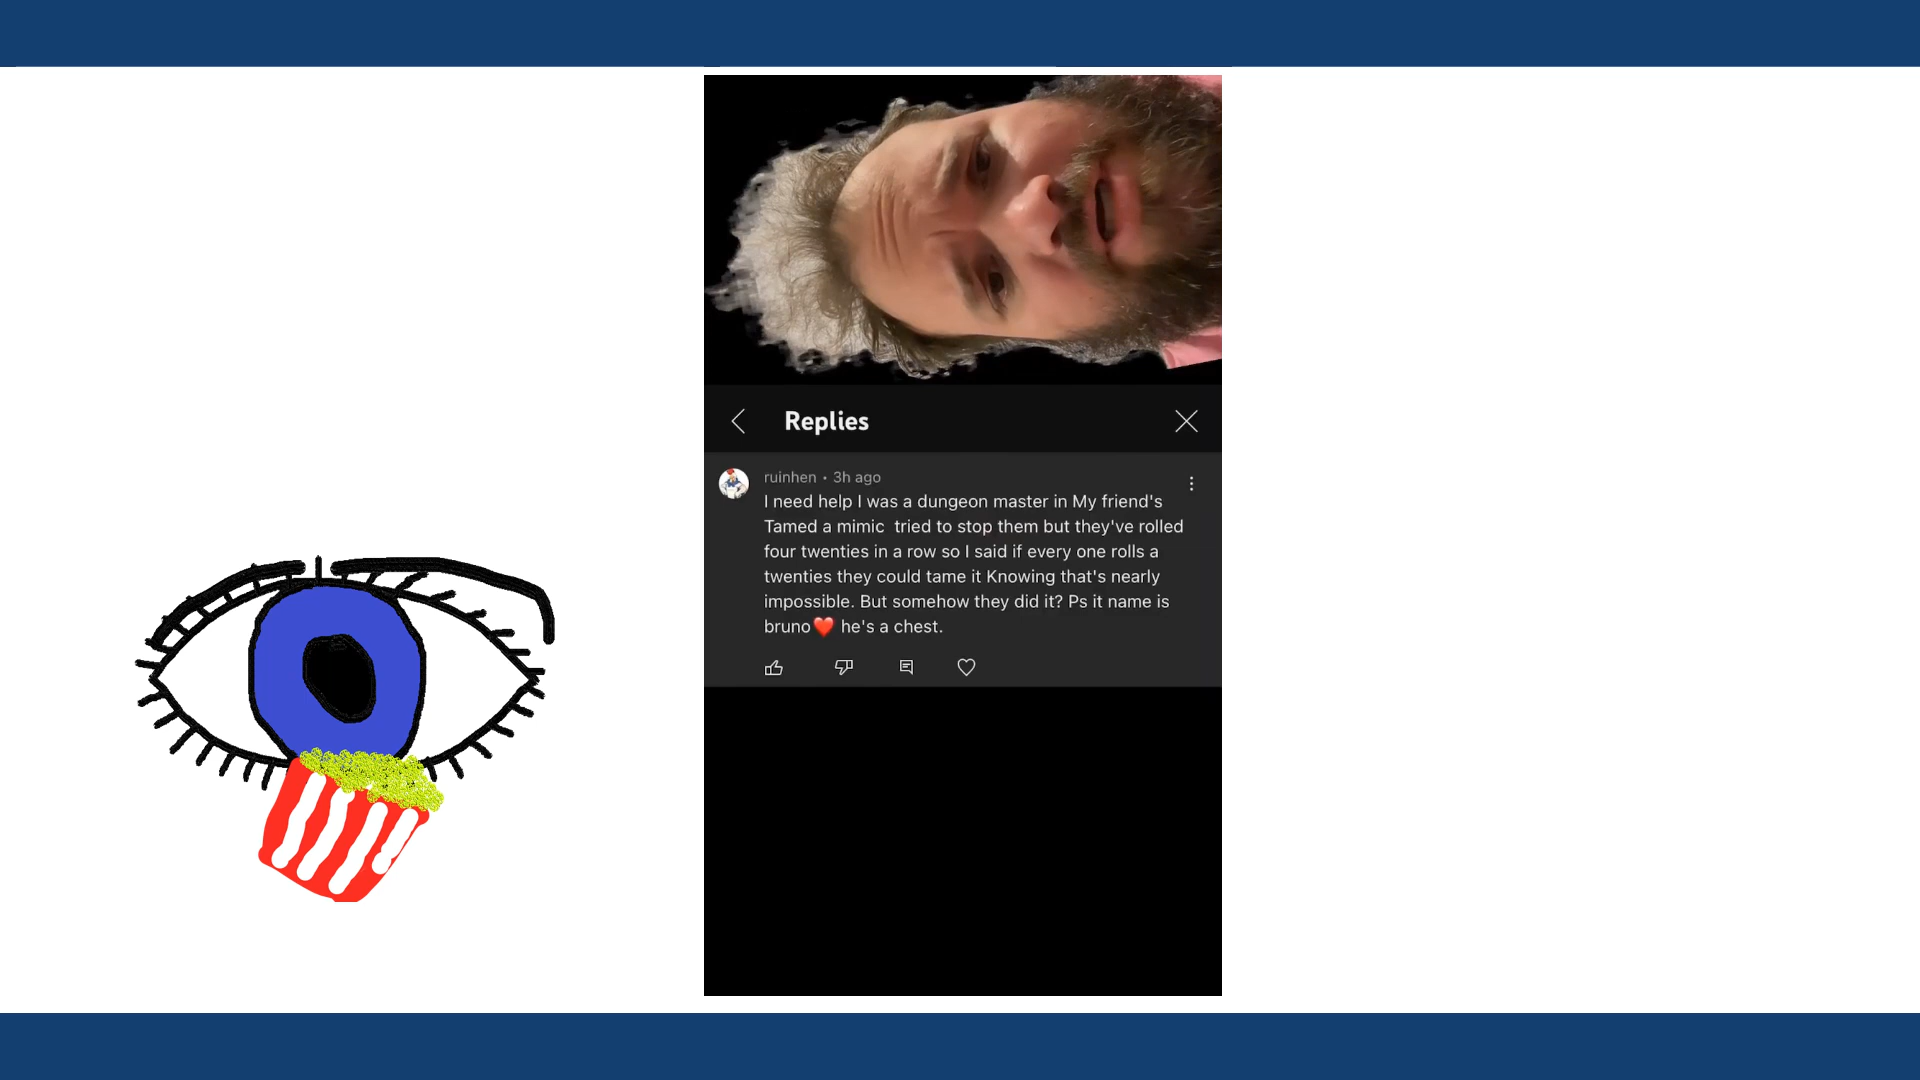 Replies
ruinhen • 3h ago
I need help I was a dungeon master in My friend's
Tamed a mimic  tried to stop them but they've rolled
four twenties in a row so I said if every one rolls a
twenties they could tame it Knowing that's nearly
impossible. But somehow they did it? Ps it name is
bruno❤️ he's a chest.